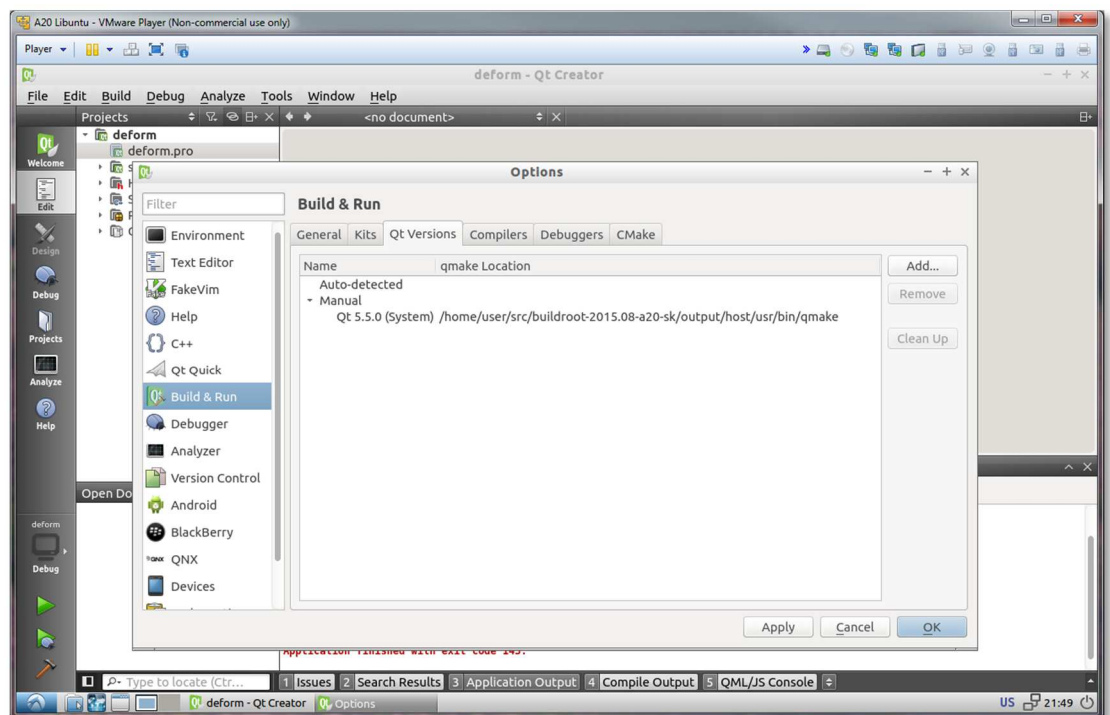 A20 Libuntu - VMware Player (Non-commercial use only)
Player
deform - Qt Creator
File Edit Build Debug Analyze Tools Window Help
Projects
<no document>
deform
deform.pro
Welcome
Edit
Design
Debug
Projects
Analyze
Help
Options
Filter
Environment
Text Editor
FakeVim
Help
C++
Qt Quick
Build & Run
Debugger
Analyzer
Version Control
Android
BlackBerry
QNX
Devices
Build & Run
General Kits Qt Versions Compilers Debuggers CMake
Name qmake Location
Auto-detected
Manual
Qt 5.5.0 (System) /home/user/src/buildroot-2015.08-a20-sk/output/host/usr/bin/qmake
Add...
Remove
Clean Up
Apply Cancel OK
Open Do
deform
Debug
Application finished with exit code 143.
Type to locate (Ctr... 1 Issues 2 Search Results 3 Application Output 4 Compile Output 5 QML/JS Console
deform - Qt Creator Options US 21:49